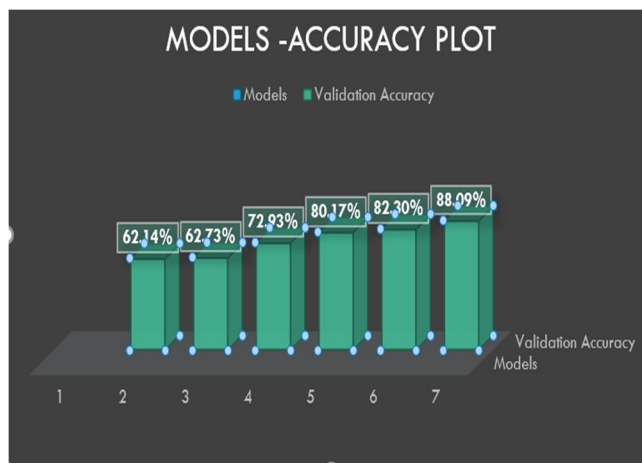 MODELS -ACCURACY PLOT
Models Validation Accuracy
62.14% 62.73% 72.93% 80.17% 82.30% 88.09%
Validation Accuracy
Models
1 2 3 4 5 6 7